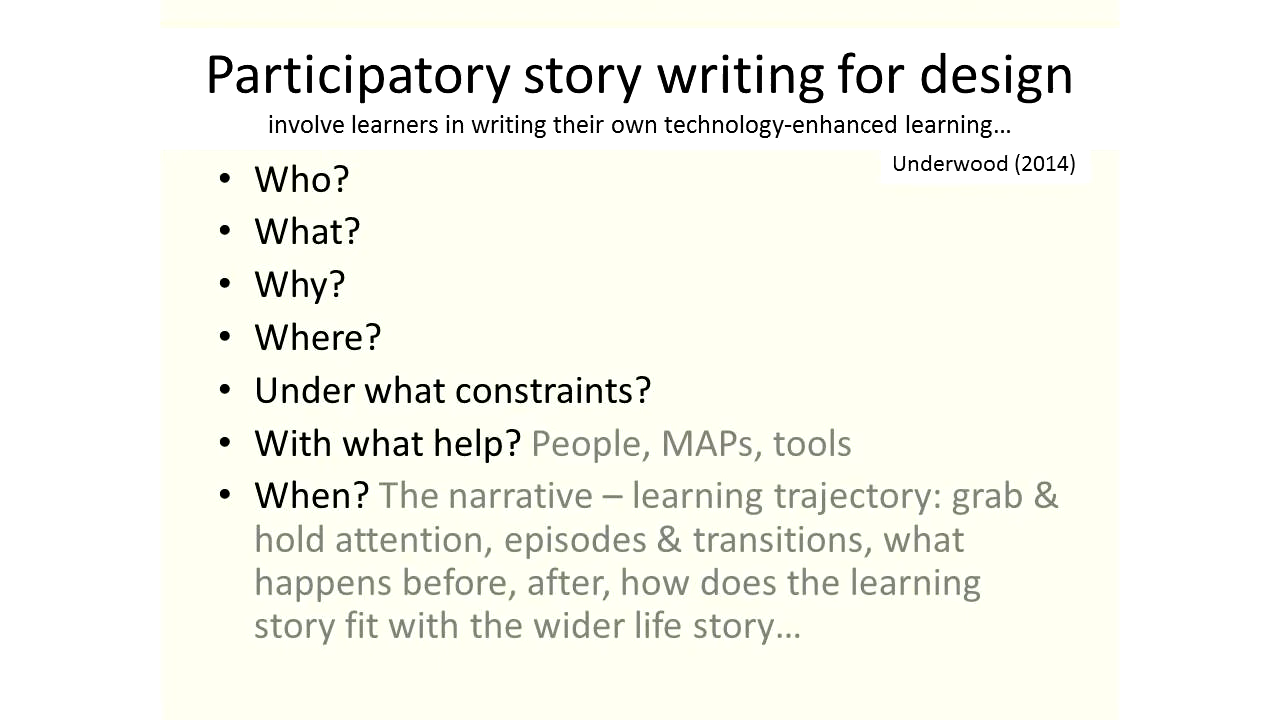 Participatory story writing for design
involve learners in writing their own technology-enhanced learning…
Underwood (2014)
• Who?
• What?
• Why?
• Where?
• Under what constraints?
• With what help? People, MAPs, tools
• When? The narrative – learning trajectory: grab &
hold attention, episodes & transitions, what
happens before, after, how does the learning
story fit with the wider life story…